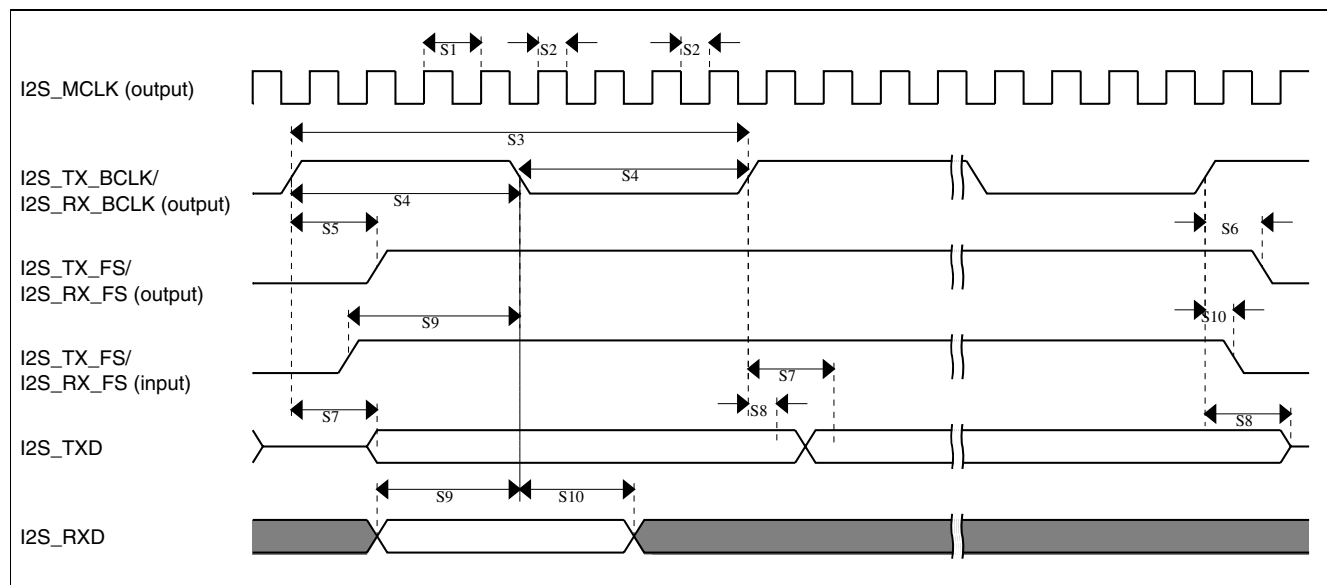 S1
S2
S2
I2S_MCLK (output)
S3
I2S_TX_BCLK/
I2S_RX_BCLK (output)
S4
S4
S5
S6
I2S_TX_FS/
I2S_RX_FS (output)
S9
S10
I2S_TX_FS/
I2S_RX_FS (input)
S7
S7
S8
S8
I2S_TXD
S9
S10
I2S_RXD